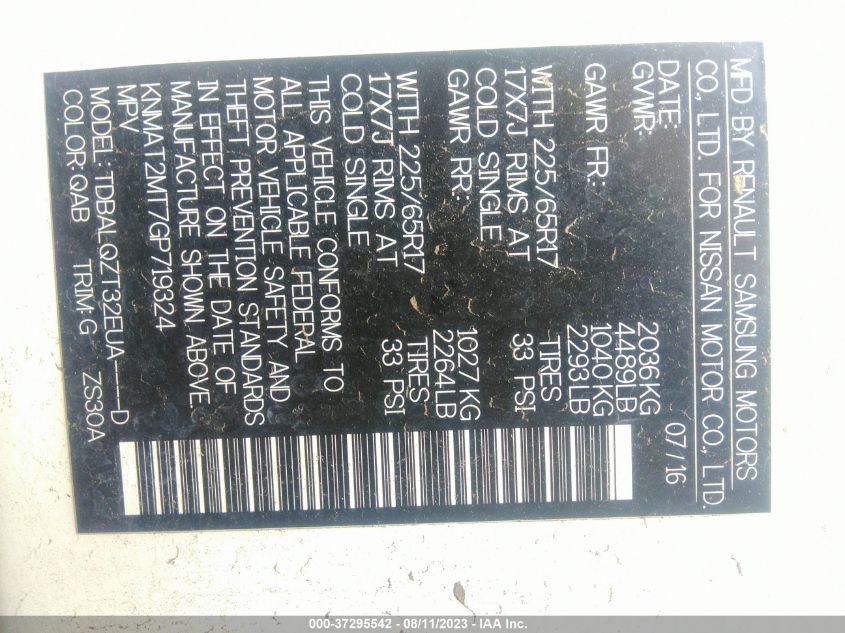 MFD BY RENAULT SAMSUNG MOTORS
CO., LTD. FOR NISSAN MOTOR CO., LTD.
DATE: 07/16
GVWR: 2036KG
4489LB
GAWR FR: 1040KG
2293LB
WITH 225/65R17 TIRES
17X7J RIMS AT 33 PSI
COLD SINGLE
GAWR RR: 1027KG
2264LB
WITH 225/65R17 TIRES
17X7J RIMS AT 33 PSI
COLD SINGLE
THIS VEHICLE CONFORMS TO
ALL APPLICABLE FEDERAL
MOTOR VEHICLE SAFETY AND
THEFT PREVENTION STANDARDS
IN EFFECT ON THE DATE OF
MANUFACTURE SHOWN ABOVE.
KNMAT2MT7GP719324
MPV
MODEL:TDBALQZT32EUA-----D
COLOR:QAB TRIM:G ZS30A
000-37295542 - 08/11/2023 - IAA Inc.